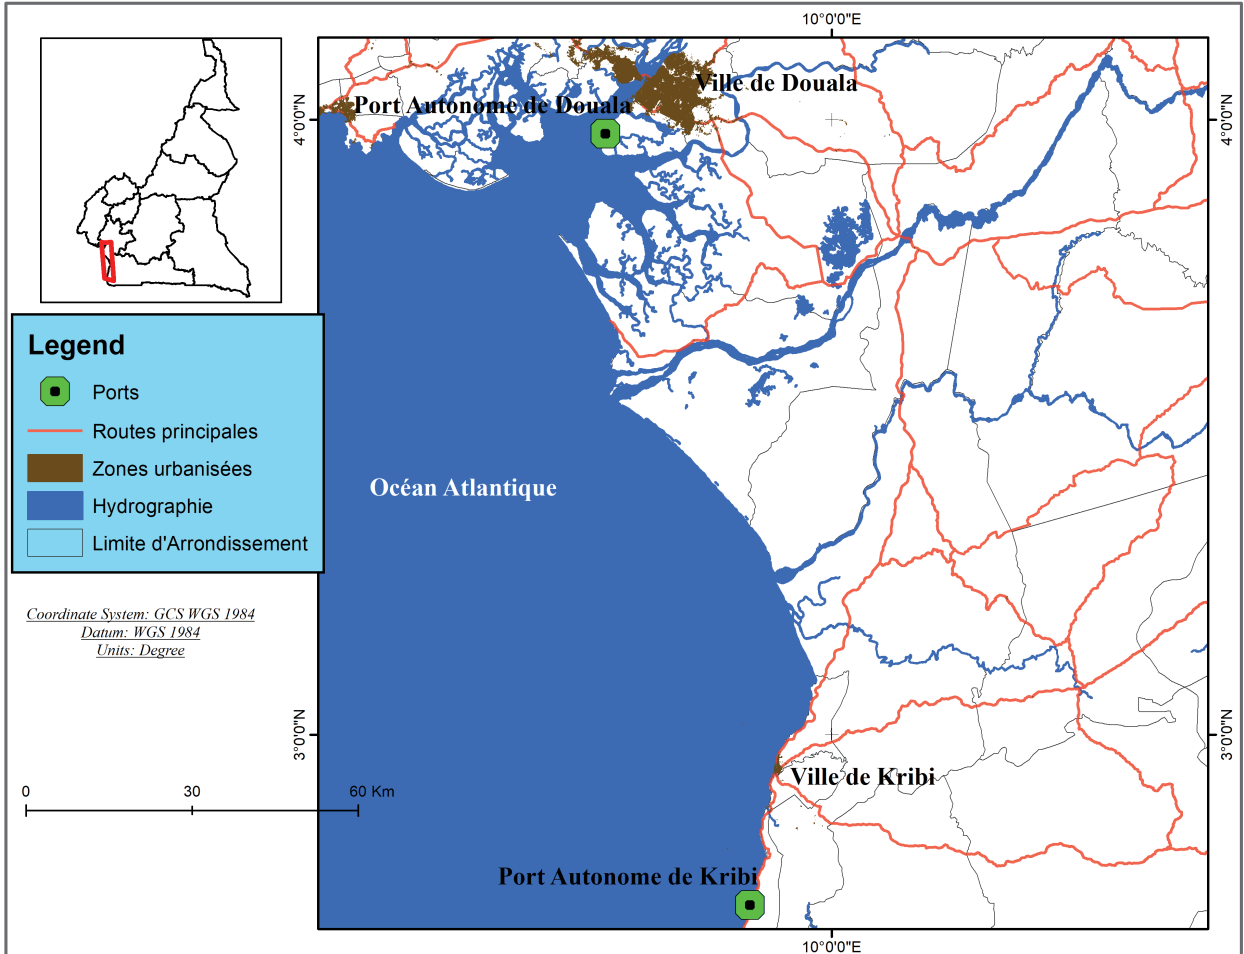 10°0'0"E
4°0'0"N
Ville de Douala
Port Autonome de Douala
4°0'0"N
Legend
Ports
Routes principales
Zones urbanisées
Hydrographie
Limite d'Arrondissement
Océan Atlantique
Coordinate System: GCS WGS 1984
Datum: WGS 1984
Units: Degree
3°0'0"N
3°0'0"N
0 30 60 Km
Ville de Kribi
Port Autonome de Kribi
10°0'0"E